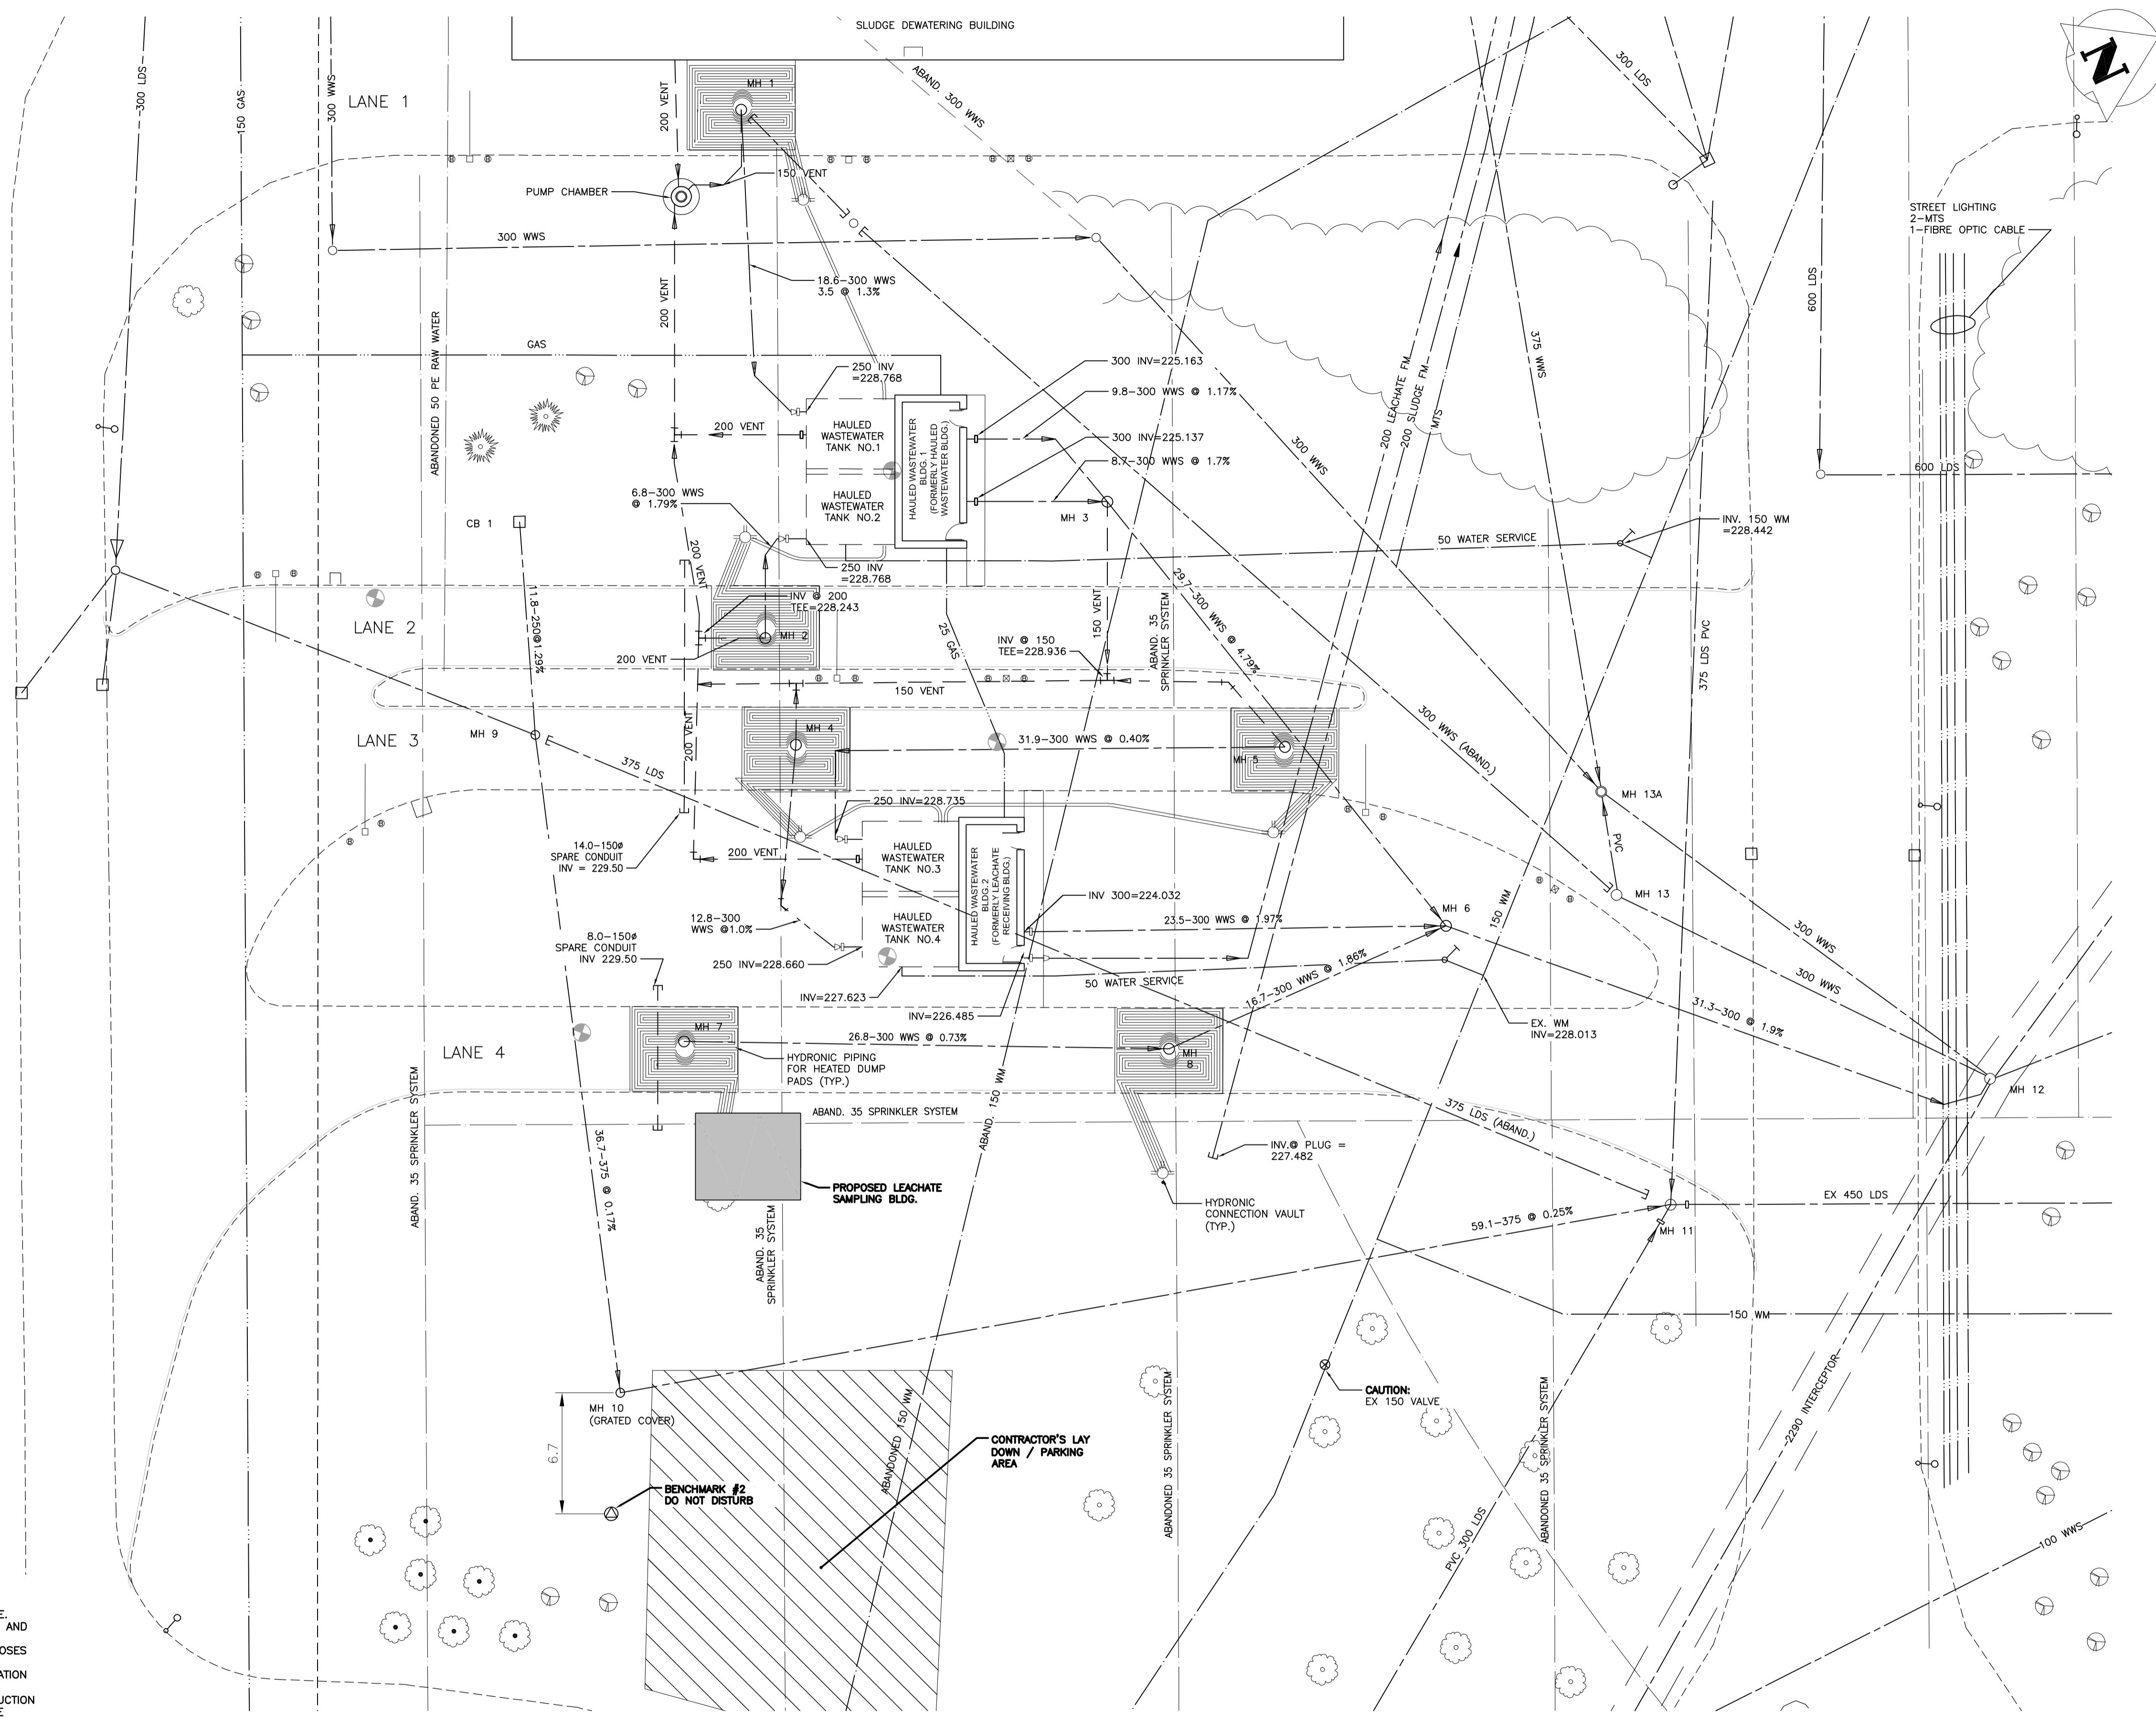 SLUDGE DEWATERING BUILDING
300 LDS
150 GAS
300 WWS
LANE 1
200 VENT
MH 1
ABAND. 300 WWS
300 LDS
N
150 VENT
PUMP CHAMBER
300 WWS
200 VENT
18.6-300 WWS
3.5 @ 1.3%
STREET LIGHTING
2-MTS
1-FIBRE OPTIC CABLE
600 LDS
ABANDONED 50 PE RAW WATER
GAS
250 INV
=228.768
300 INV=225.163
9.8-300 WWS @ 1.17%
300 INV=225.137
8.7-300 WWS @ 1.7%
200 LEACHATE FM
200 SLUDGE FM
MTS
375 WWS
300 WWS
200 VENT
HAULED
WASTEWATER
TANK NO.1
HAULED
WASTEWATER
TANK NO.2
HAULED WASTEWATER
BLDG. 1
(FORMERLY HAULED
WASTEWATER BLDG.)
600 LDS
6.8-300 WWS
@ 1.79%
CB 1
MH 3
INV. 150 WM
=228.442
50 WATER SERVICE
200 VENT
250 INV
=228.768
11.8-250@1.29%
INV @ 200
TEE=228.243
LANE 2
MH 2
200 VENT
25 GAS
INV @ 150
TEE=228.936
150 VENT
ABAND. 35
SPRINKLER SYSTEM
29.7-300 WWS @ 4.79%
375 LDS PVC
150 VENT
LANE 3
MH 9
200 VENT
MH 4
31.9-300 WWS @ 0.40%
MH 5
300 WWS (ABAND.)
375 LDS
MH 13A
250 INV=228.735
PVC
14.0-150ø
SPARE CONDUIT
INV = 229.50
200 VENT
HAULED
WASTEWATER
TANK NO.3
HAULED
WASTEWATER
TANK NO.4
HAULED WASTEWATER
BLDG. 2
(FORMERLY LEACHATE
RECEIVING BLDG.)
INV 300=224.032
MH 13
MH 6
23.5-300 WWS @ 1.97%
150 WM
12.8-300
WWS @1.0%
8.0-150ø
SPARE CONDUIT
INV 229.50
250 INV=228.660
300 WWS
300 WWS
50 WATER SERVICE
16.7-300 WWS @ 1.86%
INV=227.623
INV=226.485
31.3-300 @ 1.9%
EX. WM
INV=228.013
MH 7
26.8-300 WWS @ 0.73%
LANE 4
HYDRONIC PIPING
FOR HEATED DUMP
PADS (TYP.)
MH
8
MH 12
ABAND. 35 SPRINKLER SYSTEM
ABAND. 35 SPRINKLER SYSTEM
ABAND. 150 WM
375 LDS (ABAND.)
INV.@ PLUG =
227.482
36.7-375 @ 0.17%
PROPOSED LEACHATE
SAMPLING BLDG.
HYDRONIC
CONNECTION VAULT
(TYP.)
EX 450 LDS
59.1-375 @ 0.25%
MH 11
ABAND. 35
SPRINKLER SYSTEM
150 WM
2290 INTERCEPTOR
CAUTION:
EX 150 VALVE
MH 10
(GRATED COVER)
ABANDONED 150 WM
ABANDONED 35 SPRINKLER SYSTEM
ABANDONED 35 SPRINKLER SYSTEM
6.7
CONTRACTOR'S LAY
DOWN / PARKING
AREA
BENCHMARK #2
DO NOT DISTURB
PVC 300 LDS
100 WWS
E.
AND
OSES
ATION
UCTION
E